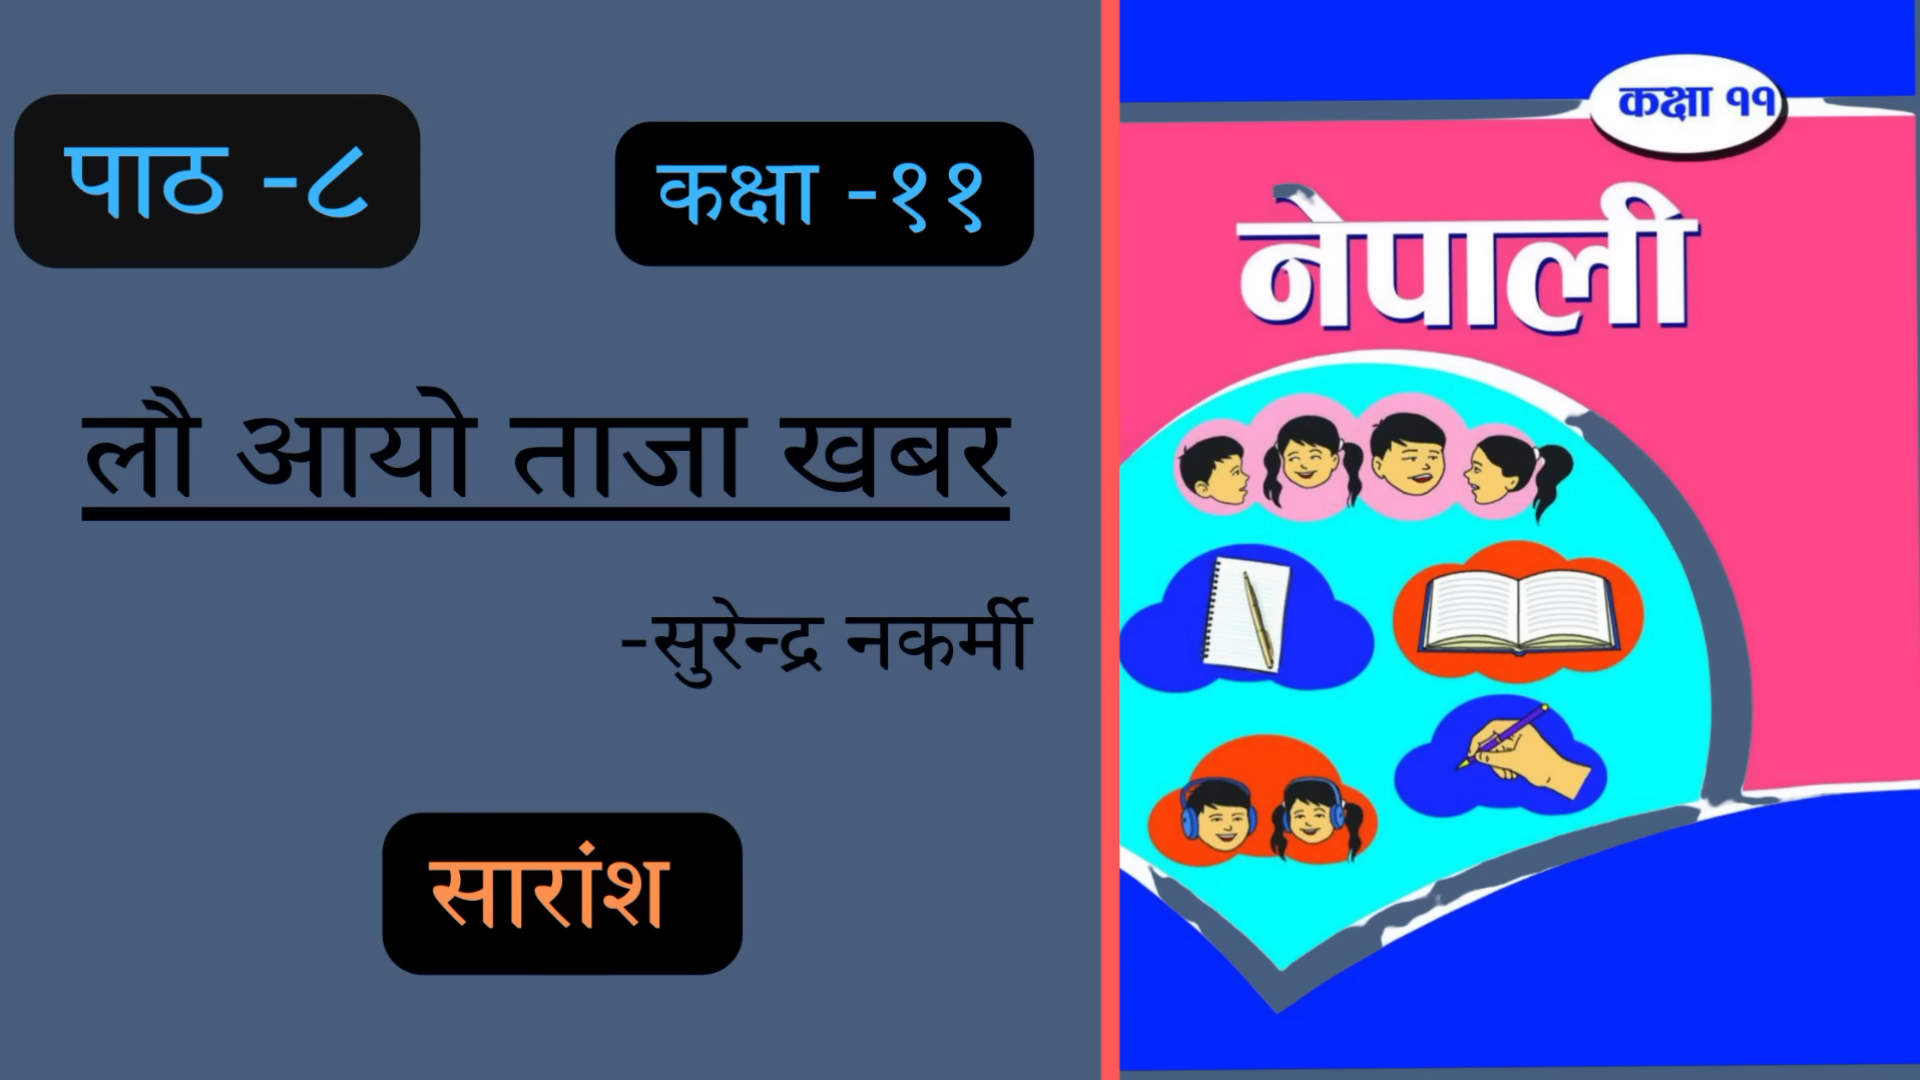 पाठ -८
कक्षा -११
लौ आयो ताजा खबर
-सुरेन्द्र नकर्मी
सारांश
कक्षा ११
नेपाली